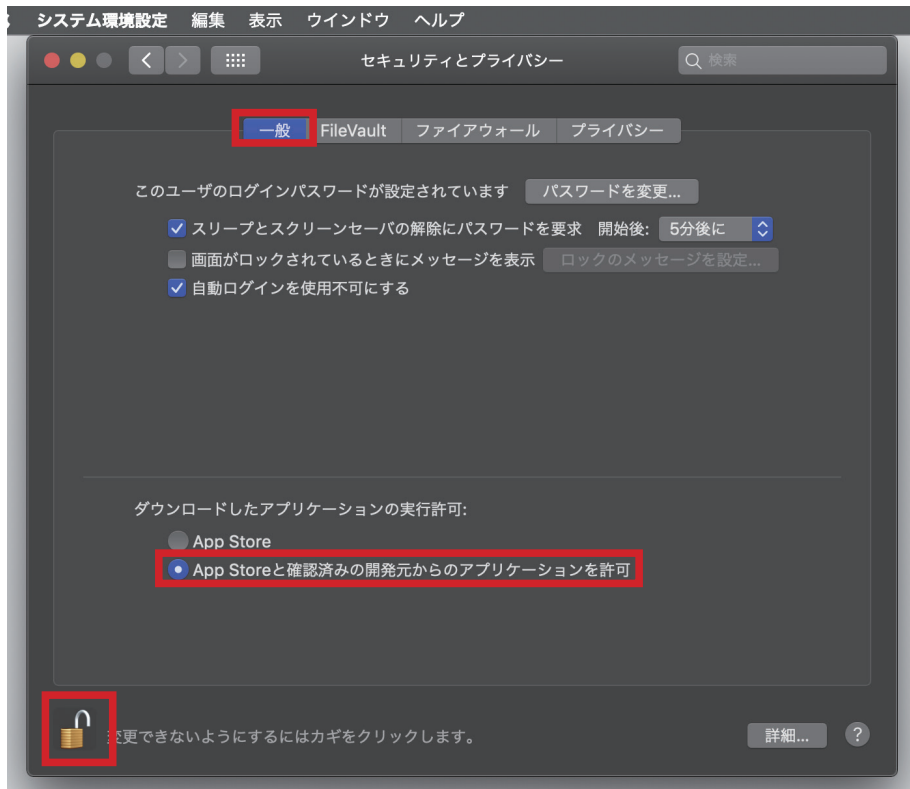 システム環境設定 編集 表示 ウインドウ ヘルプ
セキュリティとプライバシー 検索
一般 FileVault ファイアウォール プライバシー
このユーザのログインパスワードが設定されています パスワードを変更...
スリープとスクリーンセーバの解除にパスワードを要求 開始後: 5分後に
画面がロックされているときにメッセージを表示 ロックのメッセージを設定...
自動ログインを使用不可にする
ダウンロードしたアプリケーションの実行許可:
App Store
App Storeと確認済みの開発元からのアプリケーションを許可
変更できないようにするにはカギをクリックします。 詳細... ?